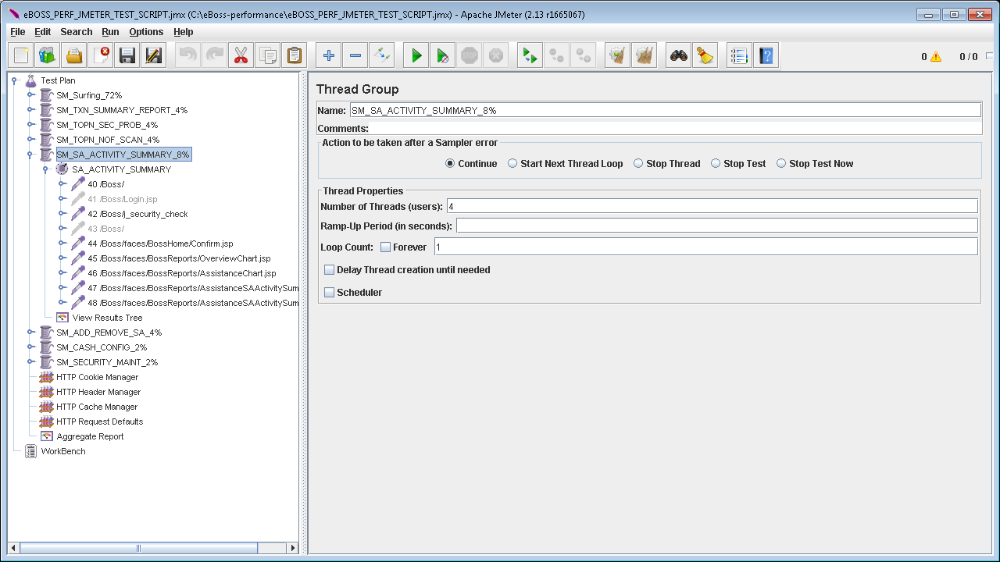 eBOSS_PERF_JMETER_TEST_SCRIPT.jmx (C:\eBoss-performance\eBOSS_PERF_JMETER_TEST_SCRIPT.jmx) - Apache JMeter (2.13 r1665067)
File Edit Search Run Options Help
0 0 / 0
Test Plan
SM_Surfing_72%
SM_TXN_SUMMARY_REPORT_4%
SM_TOPN_SEC_PROB_4%
SM_TOPN_NOF_SCAN_4%
SM_SA_ACTIVITY_SUMMARY_8%
SA_ACTIVITY_SUMMARY
40 /Boss/
41 /Boss/Login.jsp
42 /Boss/j_security_check
43 /Boss/
44 /Boss/faces/BossHome/Confirm.jsp
45 /Boss/faces/BossReports/OverviewChart.jsp
46 /Boss/faces/BossReports/AssistanceChart.jsp
47 /Boss/faces/BossReports/AssistanceSAActivitySum
48 /Boss/faces/BossReports/AssistanceSAActivitySum
View Results Tree
SM_ADD_REMOVE_SA_4%
SM_CASH_CONFIG_2%
SM_SECURITY_MAINT_2%
HTTP Cookie Manager
HTTP Header Manager
HTTP Cache Manager
HTTP Request Defaults
Aggregate Report
WorkBench
Thread Group
Name: SM_SA_ACTIVITY_SUMMARY_8%
Comments:
Action to be taken after a Sampler error
Continue Start Next Thread Loop Stop Thread Stop Test Stop Test Now
Thread Properties
Number of Threads (users): 4
Ramp-Up Period (in seconds):
Loop Count: Forever 1
Delay Thread creation until needed
Scheduler